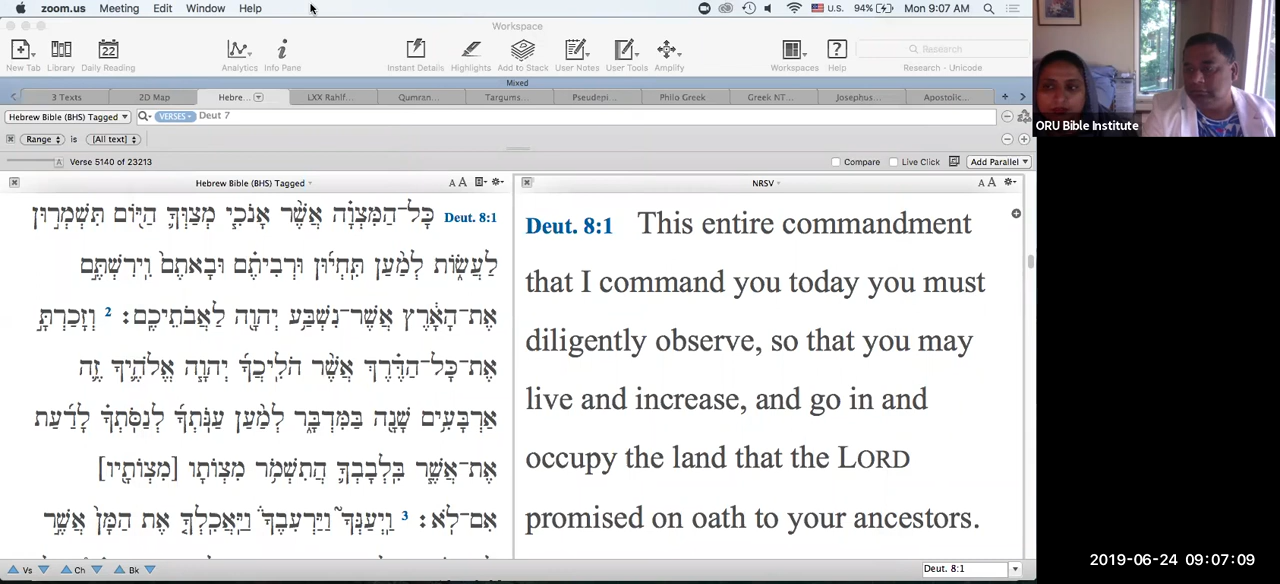 zoom.us Meeting Edit Window Help U.S. 94% Mon 9:07 AM
Workspace
New Tab Library Daily Reading Analytics Info Pane Instant Details Highlights Add to Stack User Notes User Tools Amplify Workspaces Help Research - Unicode
22
Research
ORU
ORU Bible Institute
Mixed
3 Texts 2D Map Hebre... LXX Rahlf... Qumran... Targums... Pseudepi... Philo Greek Greek NT... Josephus... Apostolic...
Hebrew Bible (BHS) Tagged VERSES Deut 7
Range is [All text]
Verse 5140 of 23213 Compare Live Click Add Parallel
Hebrew Bible (BHS) Tagged
Deut. 8:1 כָּל־הַמִּצְוָ֗ה אֲשֶׁ֨ר אָנֹכִ֧י מְצַוְּךָ֛ הַיּ֖וֹם תִּשְׁמְר֣וּן
לַעֲשׂ֑וֹת לְמַ֨עַן תִּֽחְי֜וּן וּרְבִיתֶ֗ם וּבָאתֶם֙ וִֽירִשְׁתֶּ֣ם
אֶת־הָאָ֔רֶץ אֲשֶׁר־נִשְׁבַּ֥ע יְהוָ֖ה לַאֲבֹתֵיכֶֽם׃ 2 וְזָכַרְתָּ֣
אֶת־כָּל־הַדֶּ֗רֶךְ אֲשֶׁ֨ר הֹלִֽיכֲךָ֜ יְהוָ֧ה אֱלֹהֶ֛יךָ זֶ֛ה
אַרְבָּעִ֥ים שָׁנָ֖ה בַּמִּדְבָּ֑ר לְמַ֨עַן עַנֹּֽתְךָ֜ לְנַסֹּֽתְךָ֗ לָדַ֜עַת
אֶת־אֲשֶׁ֧ר בִּֽלְבָבְךָ֛ הֲתִשְׁמֹ֥ר מִצְוֹתָו [מִצְוֹתָ֖יו]
אִם־לֹֽא׃ 3 וַֽיְעַנְּךָ֮ וַיַּרְעִבֶךָ֒ וַיַּֽאֲכִֽלְךָ֤ אֶת הַמָּן֙ אֲשֶׁ֣ר
NRSV
Deut. 8:1 This entire commandment
that I command you today you must
diligently observe, so that you may
live and increase, and go in and
occupy the land that the LORD
promised on oath to your ancestors.
Vs Ch Bk Deut. 8:1
2019-06-24 09:07:09